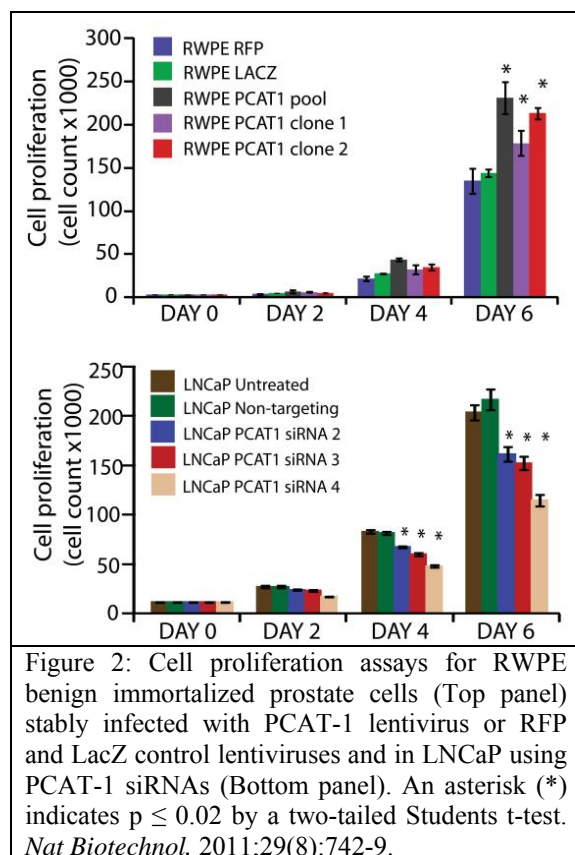 300
250
200
150
100
50
0
Cell proliferation
(cell count x1000)
RWPE RFP
RWPE LACZ
RWPE PCAT1 pool
RWPE PCAT1 clone 1
RWPE PCAT1 clone 2
* * *
DAY 0 DAY 2 DAY 4 DAY 6
250
200
150
100
50
0
Cell proliferation
(cell count x1000)
LNCaP Untreated
LNCaP Non-targeting
LNCaP PCAT1 siRNA 2
LNCaP PCAT1 siRNA 3
LNCaP PCAT1 siRNA 4
* * *
* * *
DAY 0 DAY 2 DAY 4 DAY 6
Figure 2: Cell proliferation assays for RWPE
benign immortalized prostate cells (Top panel)
stably infected with PCAT-1 lentivirus or RFP
and LacZ control lentiviruses and in LNCaP using
PCAT-1 siRNAs (Bottom panel). An asterisk (*)
indicates p ≤ 0.02 by a two-tailed Students t-test.
Nat Biotechnol. 2011;29(8):742-9.